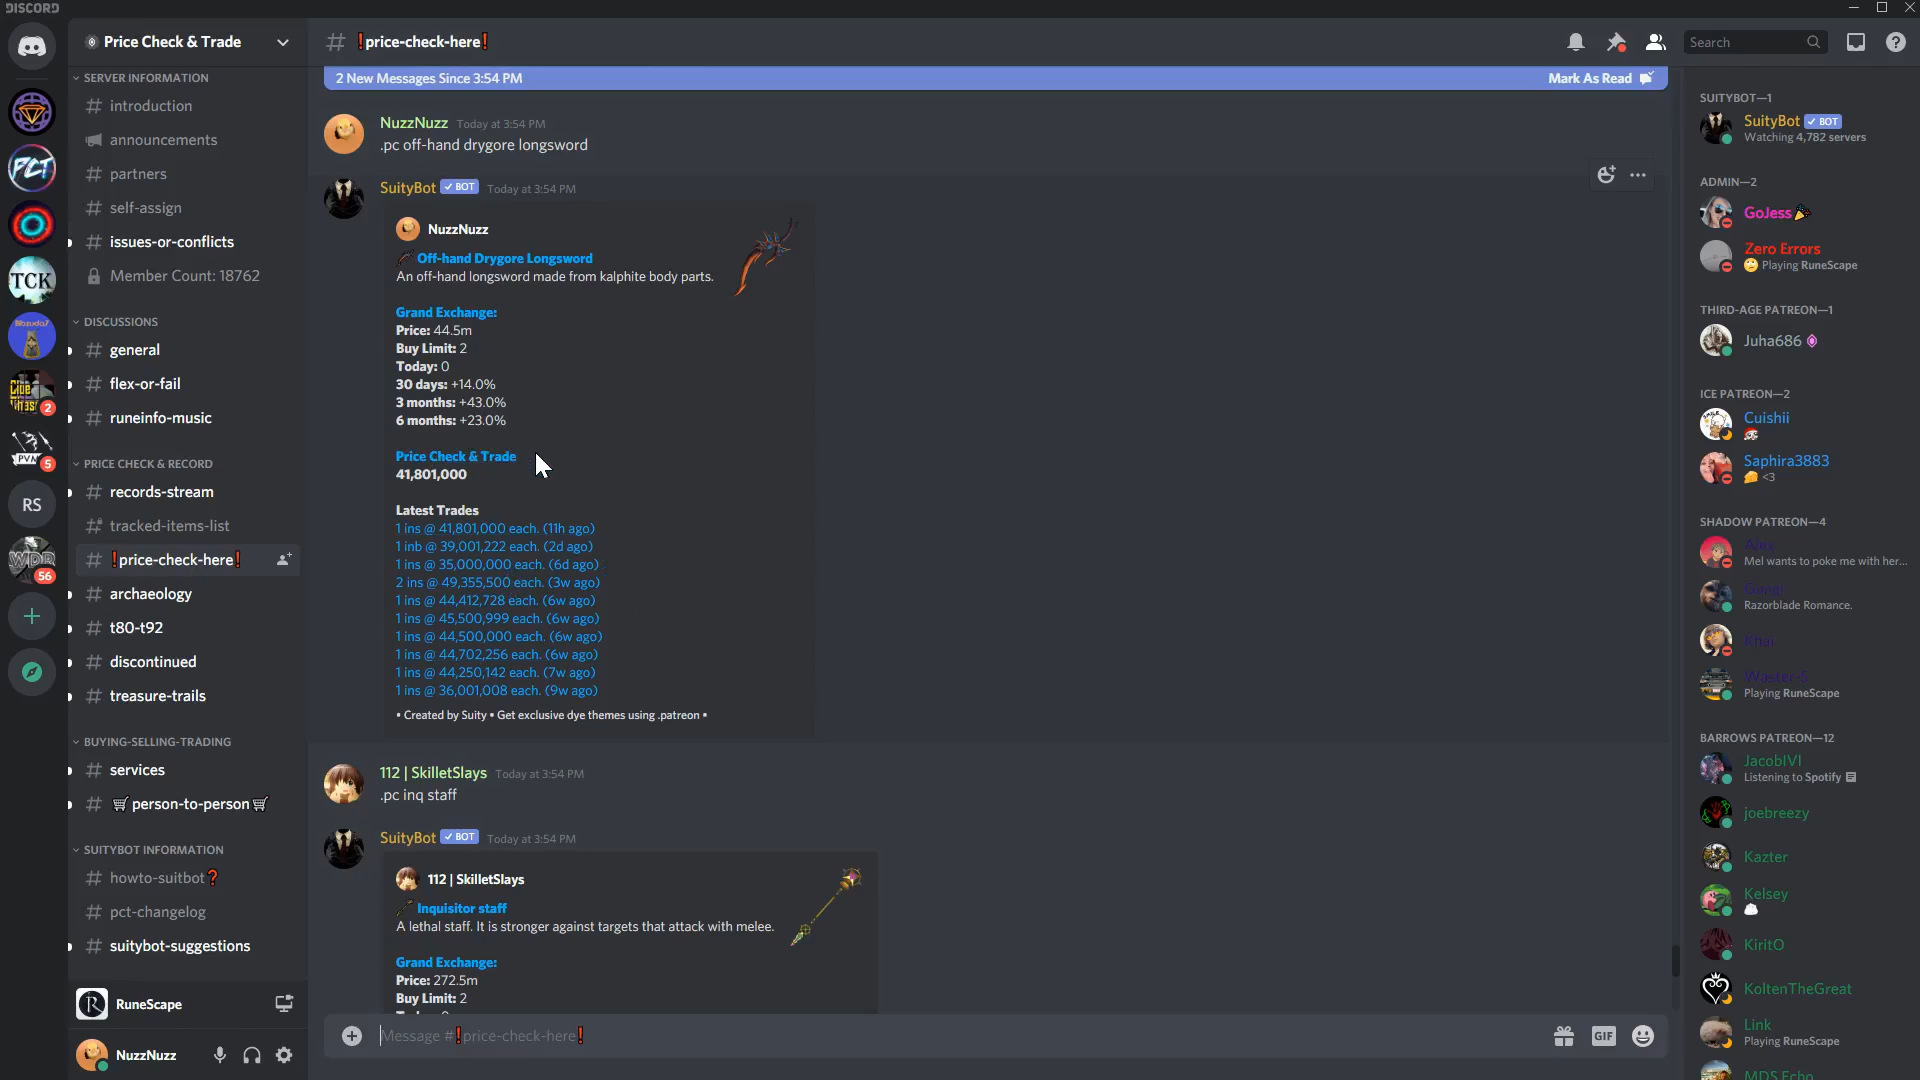 DISCORD
Price Check & Trade
SERVER INFORMATION
introduction
announcements
partners
self-assign
issues-or-conflicts
Member Count: 18762
DISCUSSIONS
general
flex-or-fail
runeinfo-music
PRICE CHECK & RECORD
records-stream
tracked-items-list
❗price-check-here❗
archaeology
t80-t92
discontinued
treasure-trails
BUYING-SELLING-TRADING
services
🛒person-to-person🛒
SUITYBOT INFORMATION
howto-suitbot❓
pct-changelog
suitybot-suggestions
RuneScape
NuzzNuzz
PCT
TCK
2
PVM
5
RS
WDR
56
❗price-check-here❗
Search
2 New Messages Since 3:54 PM
Mark As Read
NuzzNuzz Today at 3:54 PM
.pc off-hand drygore longsword
SuityBot ✓ BOT Today at 3:54 PM
NuzzNuzz
Off-hand Drygore Longsword
An off-hand longsword made from kalphite body parts.
Grand Exchange:
Price: 44.5m
Buy Limit: 2
Today: 0
30 days: +14.0%
3 months: +43.0%
6 months: +23.0%
Price Check & Trade
41,801,000
Latest Trades
1 ins @ 41,801,000 each. (11h ago)
1 inb @ 39,001,222 each. (2d ago)
1 ins @ 35,000,000 each. (6d ago)
2 ins @ 49,355,500 each. (3w ago)
1 ins @ 44,412,728 each. (6w ago)
1 ins @ 45,500,999 each. (6w ago)
1 ins @ 44,500,000 each. (6w ago)
1 ins @ 44,702,256 each. (6w ago)
1 ins @ 44,250,142 each. (7w ago)
1 ins @ 36,001,008 each. (9w ago)
• Created by Suity • Get exclusive dye themes using .patreon •
112 | SkilletSlays Today at 3:54 PM
.pc inq staff
SuityBot ✓ BOT Today at 3:54 PM
112 | SkilletSlays
Inquisitor staff
A lethal staff. It is stronger against targets that attack with melee.
Grand Exchange:
Price: 272.5m
Buy Limit: 2
Message #❗price-check-here❗
GIF
SUITYBOT—1
SuityBot ✓ BOT
Watching 4,782 servers
ADMIN—2
GoJess🎉
Zero Errors
Playing RuneScape
THIRD-AGE PATREON—1
Juha686
ICE PATREON—2
Cuishii
Saphira3883
🧀 <3
SHADOW PATREON—4
Alex
Mel wants to poke me with her...
Razorblade Romance.
Khai
Waster-5
Playing RuneScape
BARROWS PATREON—12
JacobIVI
Listening to Spotify
joebreezy
Kazter
Kelsey
KiritO
KoltenTheGreat
Link
Playing RuneScape
MDS Echo